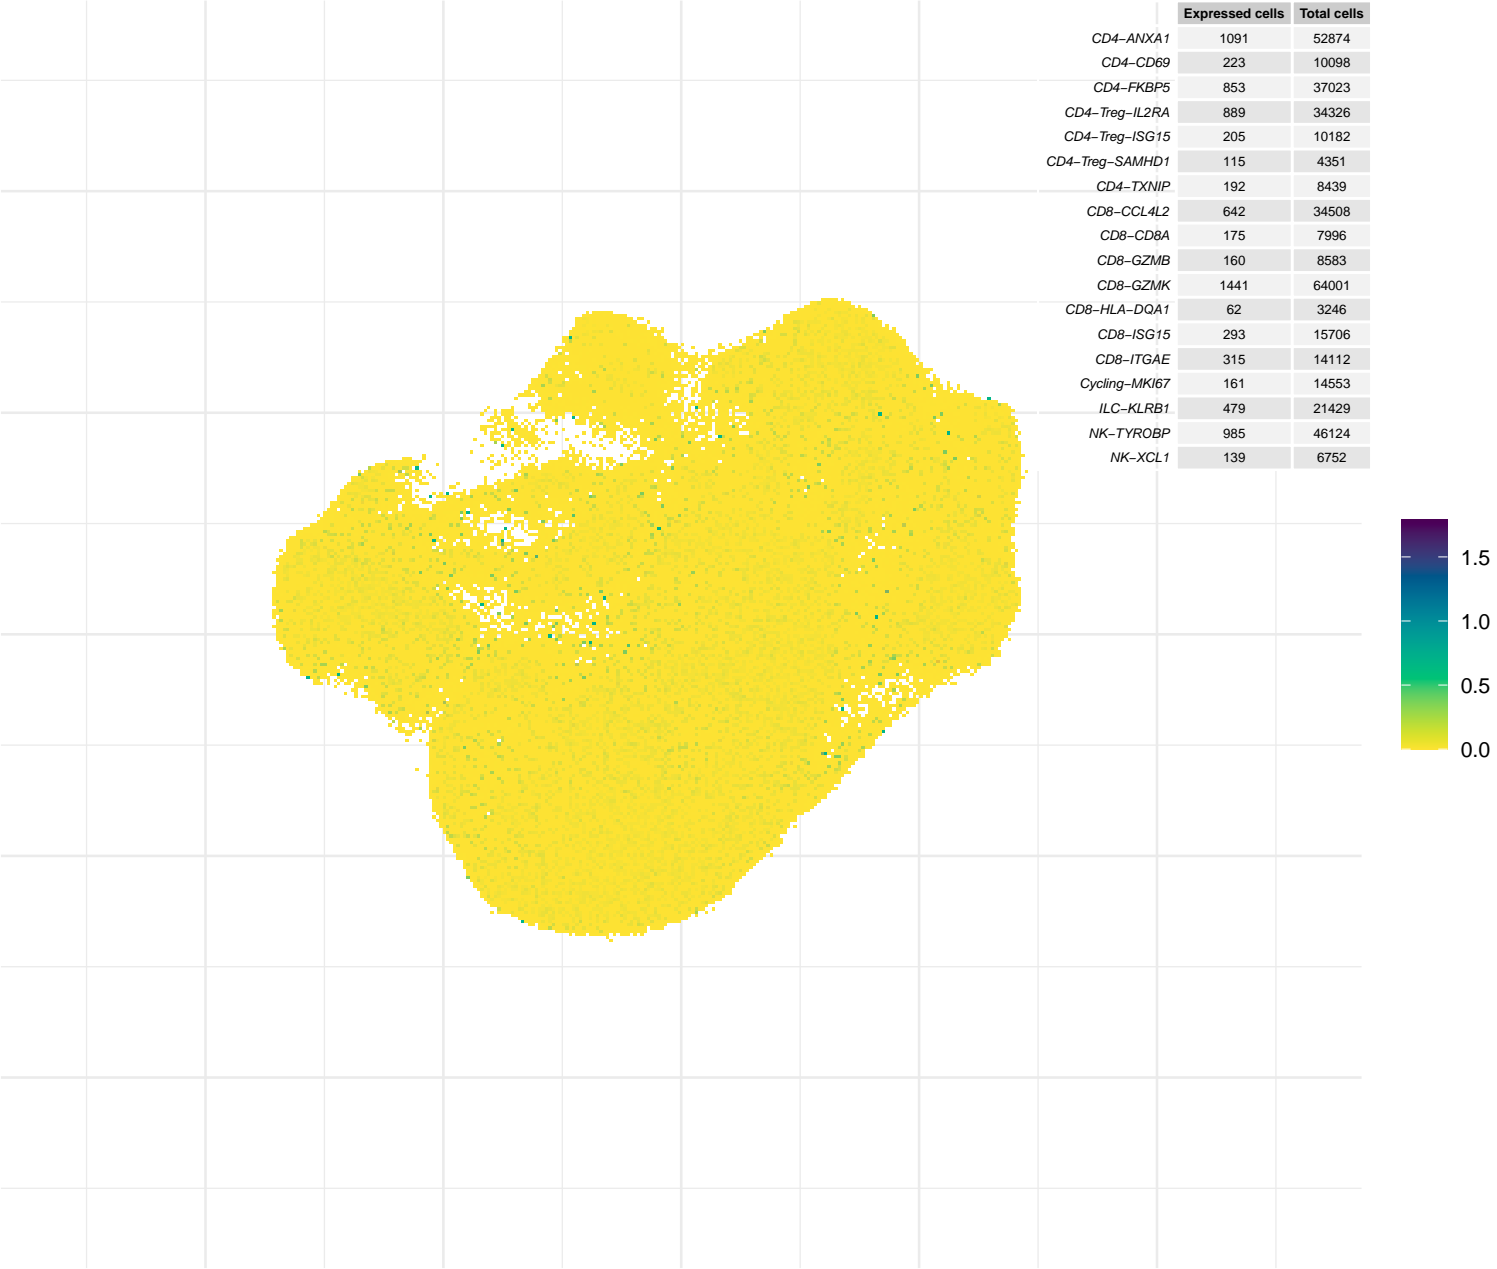 Expressed cells Total cells
CD4−ANXA1 1091 52874
CD4−CD69 223 10098
CD4−FKBP5 853 37023
CD4−Treg−IL2RA 889 34326
CD4−Treg−ISG15 205 10182
CD4−Treg−SAMHD1 115 4351
CD4−TXNIP 192 8439
CD8−CCL4L2 642 34508
CD8−CD8A 175 7996
CD8−GZMB 160 8583
CD8−GZMK 1441 64001
CD8−HLA−DQA1 62 3246
CD8−ISG15 293 15706
CD8−ITGAE 315 14112
Cycling−MKI67 161 14553
ILC−KLRB1 479 21429
NK−TYROBP 985 46124
NK−XCL1 139 6752
1.5
1.0
0.5
0.0